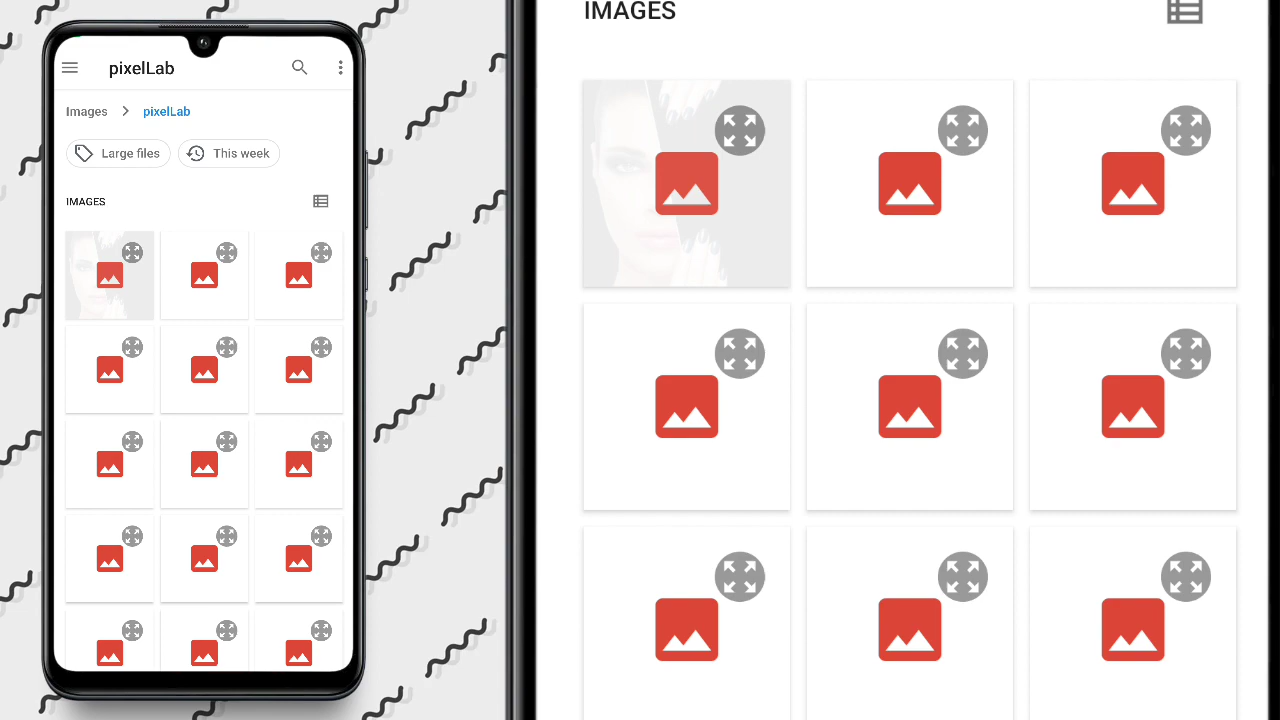 pixelLab
Images > pixelLab
Large files
This week
IMAGES
IMAGES